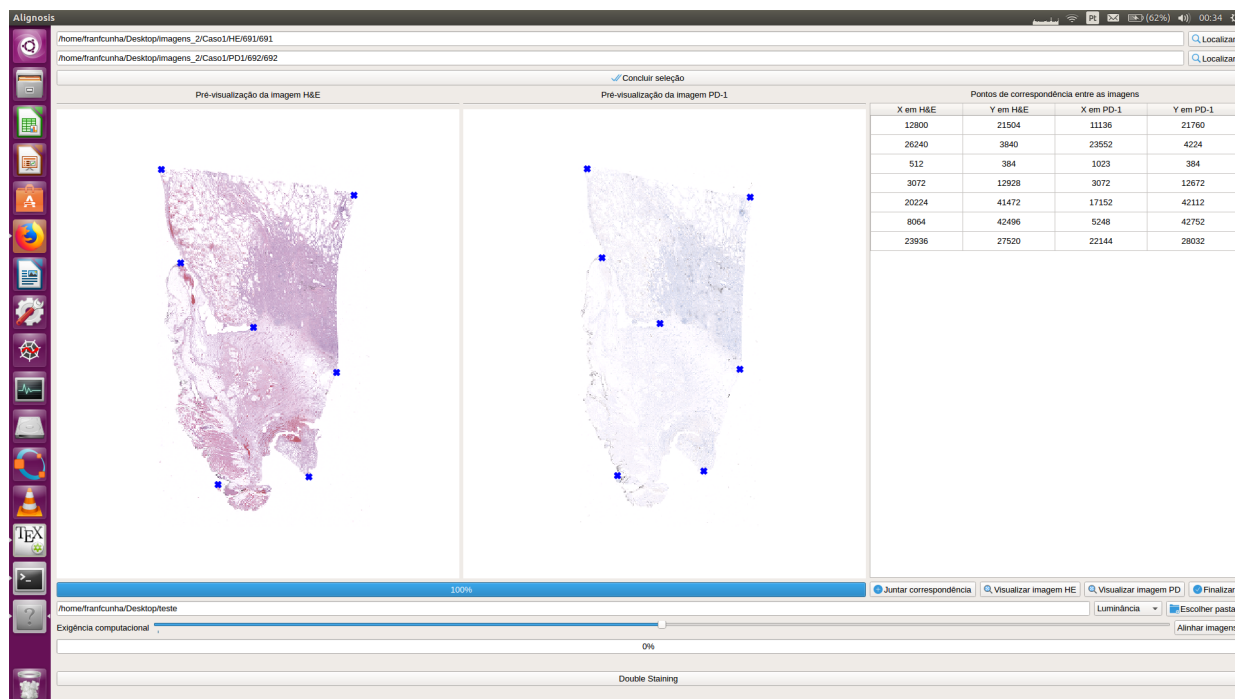 Alignosis
Pt (62%) 00:34
/home/franfcunha/Desktop/imagens_2/Caso1/HE/691/691 Localizar
/home/franfcunha/Desktop/imagens_2/Caso1/PD1/692/692 Localizar
Concluir seleção
Pré-visualização da imagem H&E Pré-visualização da imagem PD-1 Pontos de correspondência entre as imagens
X em H&E Y em H&E X em PD-1 Y em PD-1
12800 21504 11136 21760
26240 3840 23552 4224
512 384 1023 384
3072 12928 3072 12672
20224 41472 17152 42112
8064 42496 5248 42752
23936 27520 22144 28032
A
TEX
>_
?
100% Juntar correspondência Visualizar imagem HE Visualizar imagem PD Finalizar
/home/franfcunha/Desktop/teste Luminância Escolher pasta
Exigência computacional Alinhar imagens
0%
Double Staining